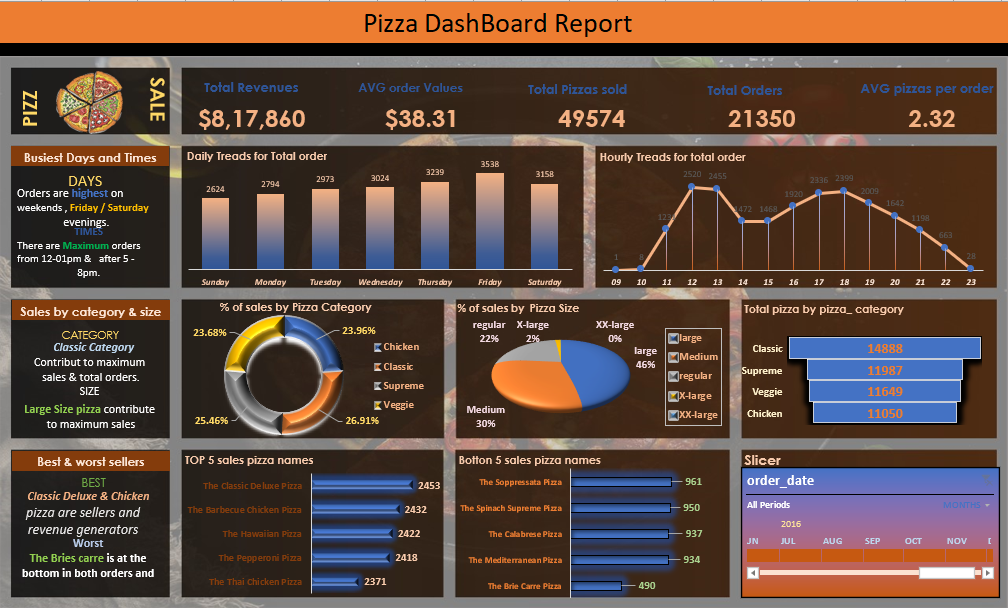 Pizza DashBoard Report
PIZZ
SALE
Total Revenues
$8,17,860
AVG order Values
$38.31
Total Pizzas sold
49574
Total Orders
21350
AVG pizzas per order
2.32
Busiest Days and Times
DAYS
Orders are highest on
weekends , Friday / Saturday
evenings.
TIMES
There are Maximum orders
from 12-01pm & after 5 -
8pm.
Daily Treads for Total order
2624
2794
2973
3024
3239
3538
3158
Sunday
Monday
Tuesday
Wednesday
Thursday
Friday
Saturday
Hourly Treads for total order
1
8
2520
2455
1472
1468
1920
2336
2399
2009
1642
1198
663
28
09 10 11 12 13 14 15 16 17 18 19 20 21 22 23
Sales by category & size
CATEGORY
Classic Category
Contribut to maximum
sales & total orders.
SIZE
Large Size pizza contribute
to maximum sales
% of sales by Pizza Category
23.68%
23.96%
25.46%
26.91%
Chicken
Classic
Supreme
Veggie
% of sales by Pizza Size
regular
22%
X-large
2%
XX-large
0%
large
46%
Medium
30%
large
Medium
regular
X-large
XX-large
Total pizza by pizza_ category
Classic 14888
Supreme 11987
Veggie 11649
Chicken 11050
Best & worst sellers
BEST
Classic Deluxe & Chicken
pizza are sellers and
revenue generators
Worst
The Bries carre is at the
bottom in both orders and
TOP 5 sales pizza names
The Classic Deluxe Pizza 2453
The Barbecue Chicken Pizza 2432
The Hawaiian Pizza 2422
The Pepperoni Pizza 2418
The Thai Chicken Pizza 2371
Botton 5 sales pizza names
The Soppressata Pizza 961
The Spinach Supreme Pizza 950
The Calabrese Pizza 937
The Mediterranean Pizza 934
The Brie Carre Pizza 490
Slicer
order_date
All Periods MONTHS
2016
JN JUL AUG SEP OCT NOV